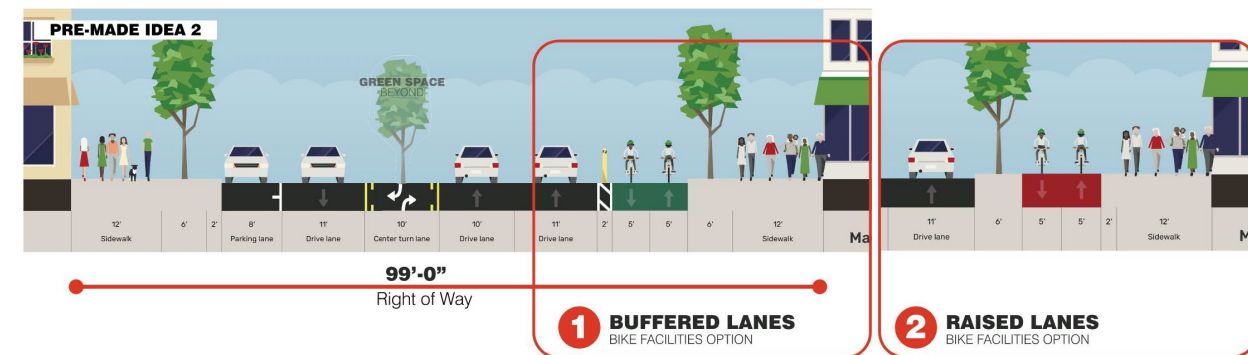 PRE-MADE IDEA 2
GREEN SPACE
BEYOND
12' 6' 2' 8' 11' 10' 10' 11' 2' 5' 5' 6' 12'
Sidewalk Parking lane Drive lane Center turn lane Drive lane Drive lane Sidewalk Ma
11' 6' 5' 5' 2' 12'
Drive lane Sidewalk M
99'-0"
Right of Way
1 BUFFERED LANES
BIKE FACILITIES OPTION
2 RAISED LANES
BIKE FACILITIES OPTION